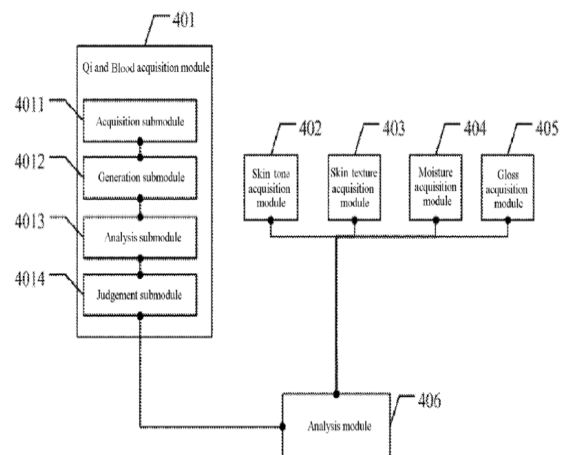 401
Qi and Blood acquisition module
4011
Acquisition submodule
4012
Generation submodule
4013
Analysis submodule
4014
Judgement submodule
402
Skin tone
acquisition
module
403
Skin texture
acquisition
module
404
Moisture
acquisition
module
405
Gloss
acquisition
module
406
Analysis module